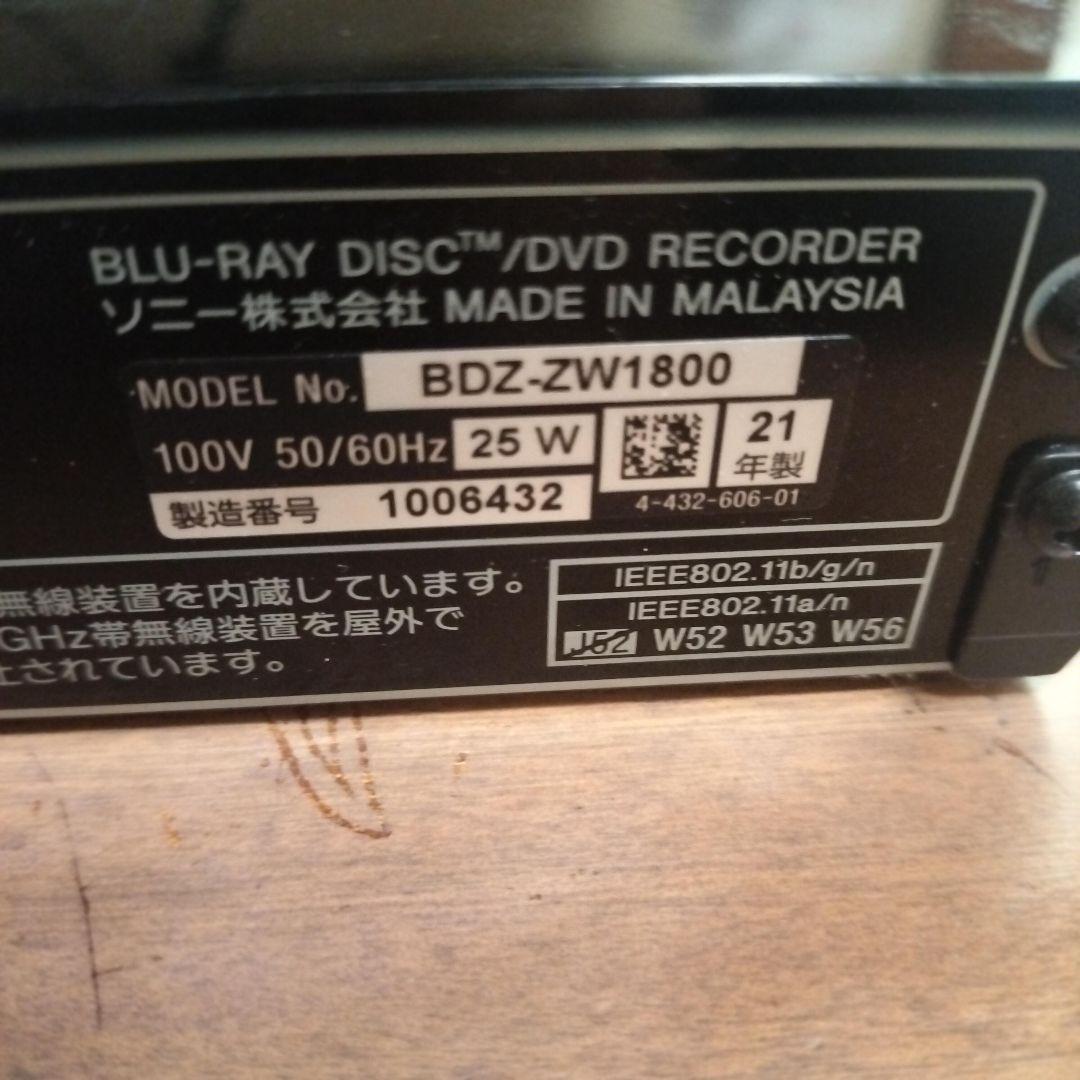 BLU-RAY DISC™/DVD RECORDER
ソニー株式会社 MADE IN MALAYSIA
MODEL No. BDZ-ZW1800
100V 50/60Hz 25 W
21
年製
製造番号 1006432
4-432-606-01
無線装置を内蔵しています。
GHz帯無線装置を屋外で
されています。
IEEE802.11b/g/n
IEEE802.11a/n
J52 W52 W53 W56
1